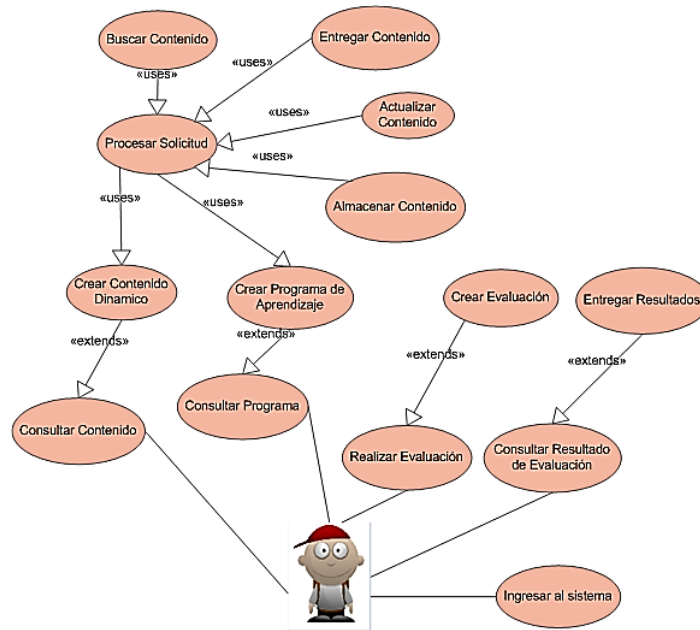 Buscar Contenido
Entregar Contenido
«uses»
«uses»
Actualizar
Contenido
«uses»
Procesar Solicitud
«uses»
Almacenar Contenido
«uses»
«uses»
Crear Contenido
Dinamico
Crear Programa de
Aprendizaje
Crear Evaluación
Entregar Resultados
«extends»
«extends»
«extends»
«extends»
Consultar Contenido
Consultar Programa
Realizar Evaluación
Consultar Resultado
de Evaluación
Ingresar al sistema